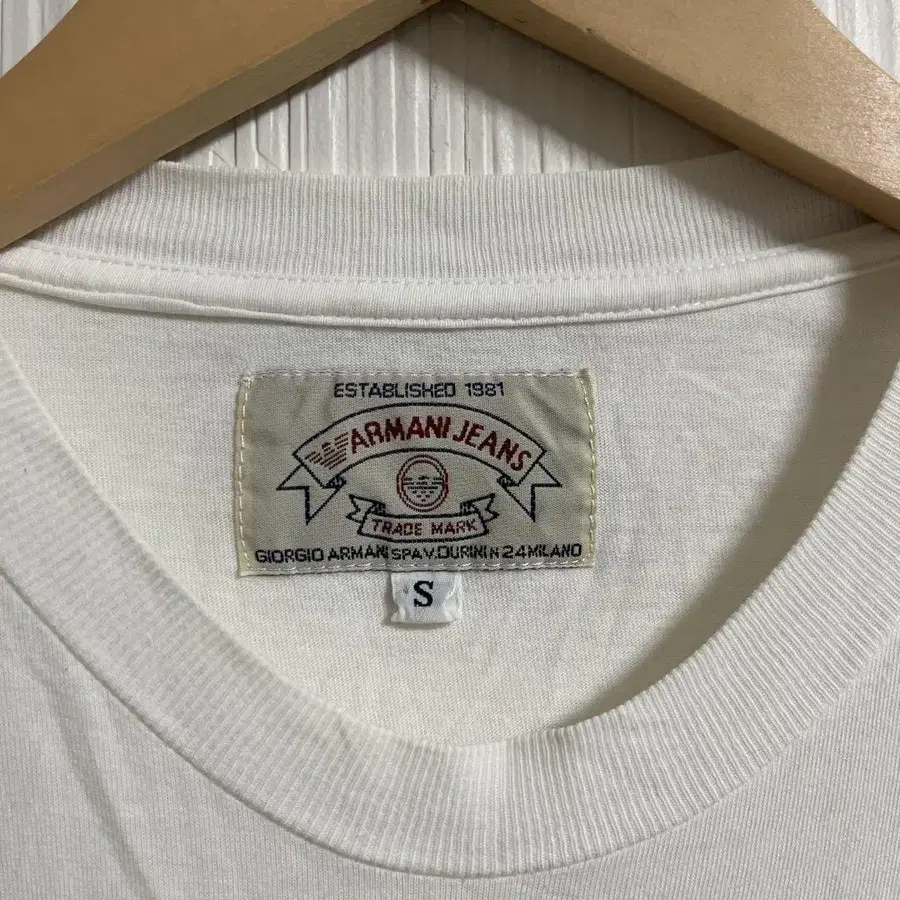 ESTABLISHED 1981
ARMANI JEANS
TRADE MARK
GIORGIO ARMANI SPA V.DURINI N 24 MILANO
S